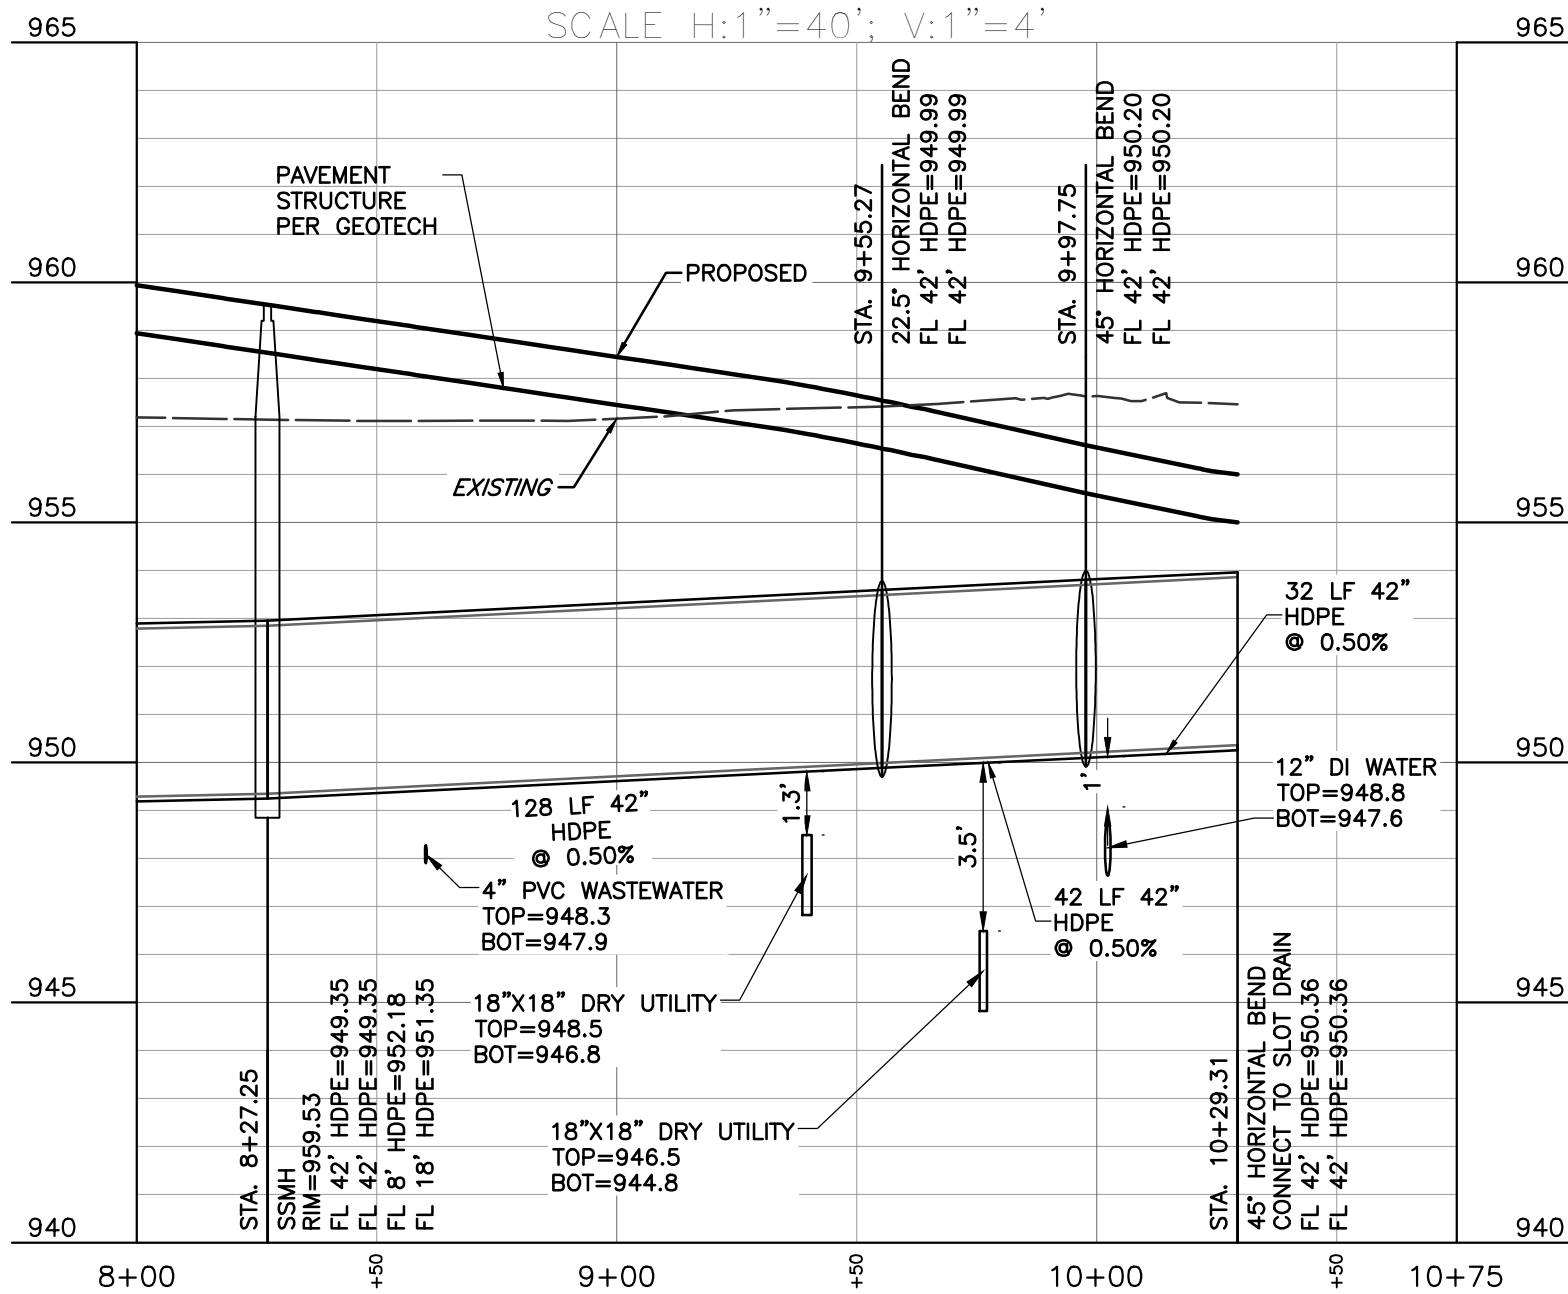 SCALE H:1”=40’; V:1”=4’
965
965
960
960
955
955
950
950
945
945
940
940
PAVEMENT
STRUCTURE
PER GEOTECH
PROPOSED
EXISTING
STA. 9+55.27
22.5° HORIZONTAL BEND
FL 42’ HDPE=949.99
FL 42’ HDPE=949.99
STA. 9+97.75
45° HORIZONTAL BEND
FL 42’ HDPE=950.20
FL 42’ HDPE=950.20
32 LF 42”
HDPE
@ 0.50%
12” DI WATER
TOP=948.8
BOT=947.6
1’
1.3’
3.5’
128 LF 42”
HDPE
@ 0.50%
4” PVC WASTEWATER
TOP=948.3
BOT=947.9
42 LF 42”
HDPE
@ 0.50%
18”X18” DRY UTILITY
TOP=948.5
BOT=946.8
18”X18” DRY UTILITY
TOP=946.5
BOT=944.8
STA. 8+27.25
SSMH
RIM=959.53
FL 42’ HDPE=949.35
FL 42’ HDPE=949.35
FL 8’ HDPE=952.18
FL 18’ HDPE=951.35
STA. 10+29.31
45° HORIZONTAL BEND
CONNECT TO SLOT DRAIN
FL 42’ HDPE=950.36
FL 42’ HDPE=950.36
8+00
+50
9+00
+50
10+00
+50
10+75